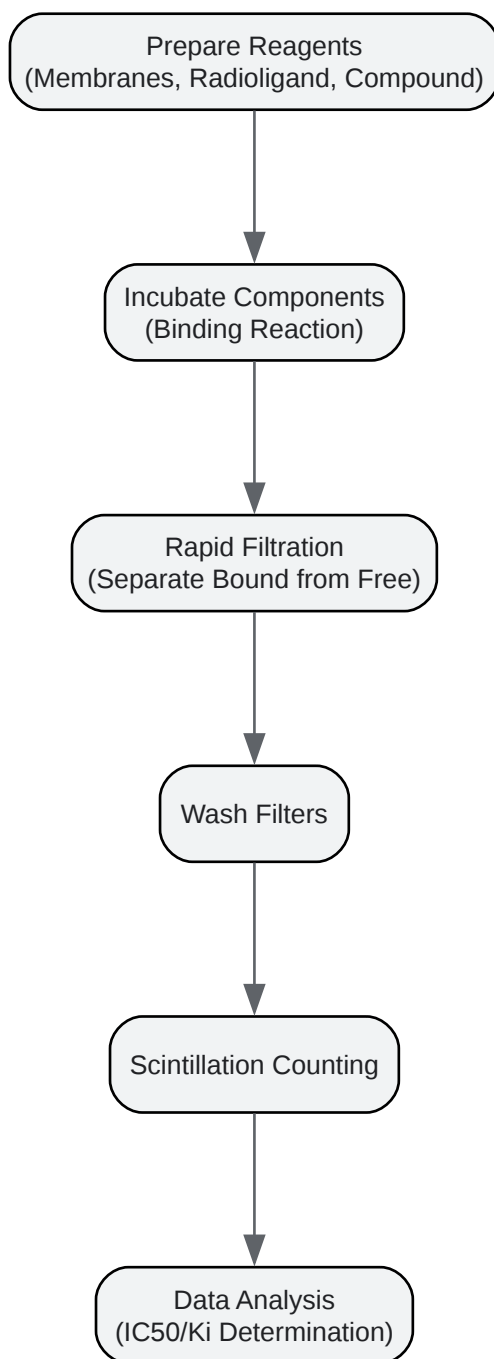 Prepare Reagents
(Membranes, Radioligand, Compound)
Incubate Components
(Binding Reaction)
Rapid Filtration
(Separate Bound from Free)
Wash Filters
Scintillation Counting
Data Analysis
(IC50/Ki Determination)